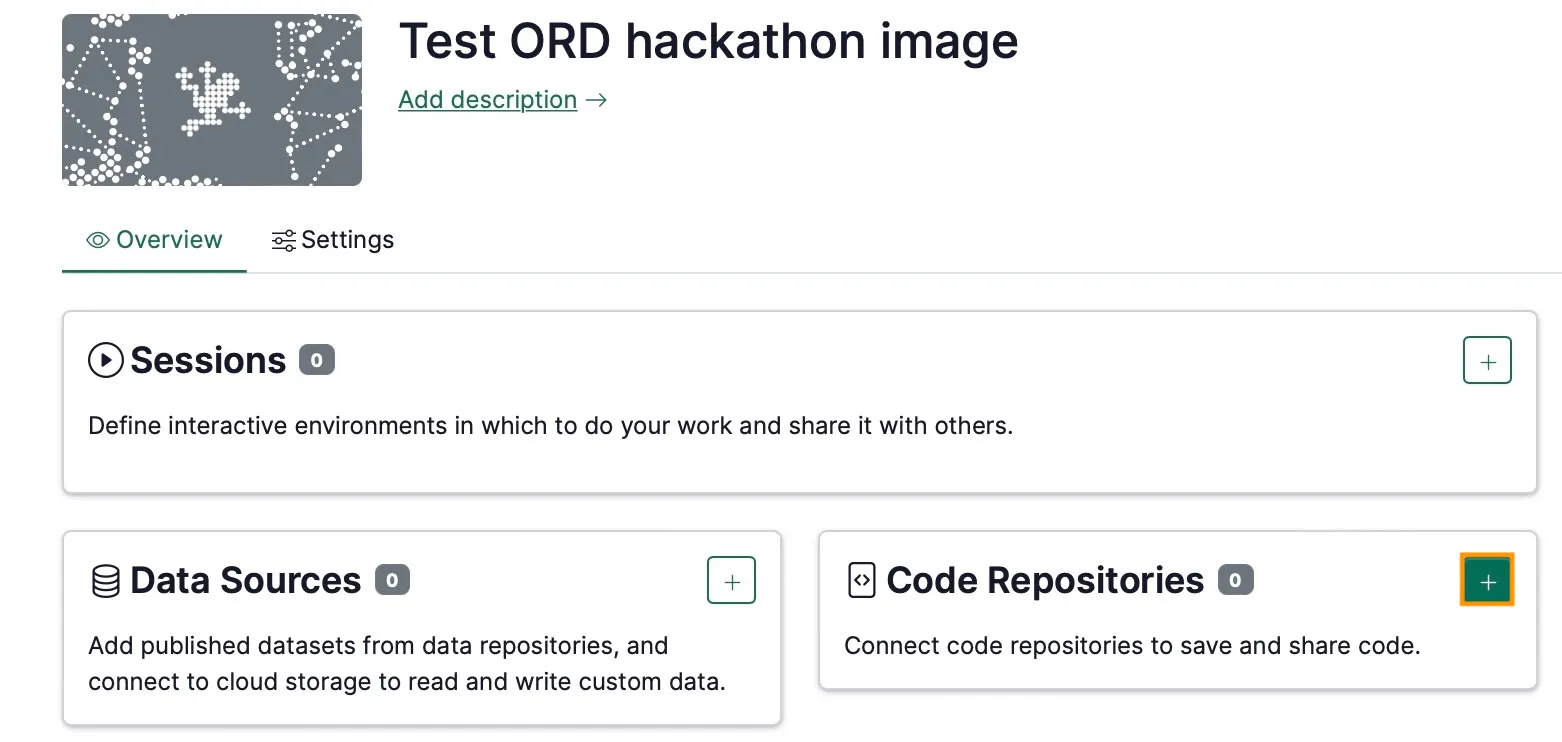 Test ORD hackathon image
Add description →
Overview
Settings
Sessions 0
+
Define interactive environments in which to do your work and share it with others.
Data Sources 0
+
Add published datasets from data repositories, and
connect to cloud storage to read and write custom data.
Code Repositories 0
+
Connect code repositories to save and share code.